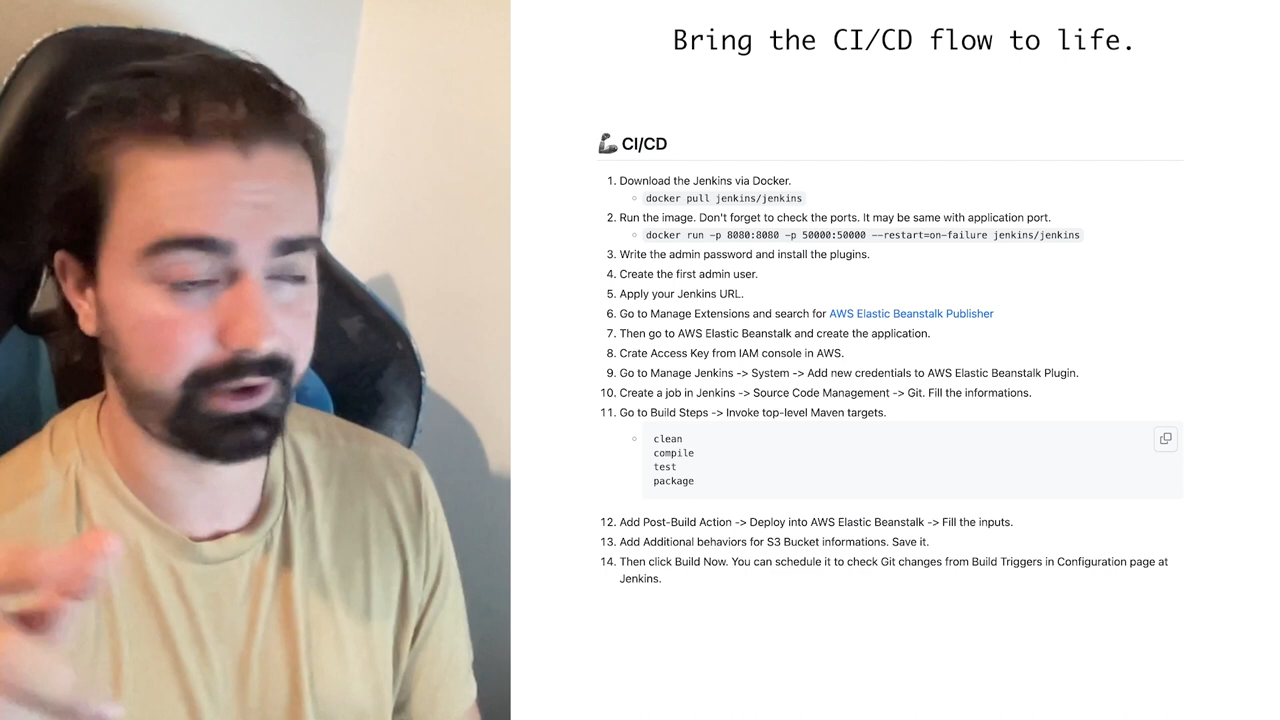 Bring the CI/CD flow to life.
CI/CD
1. Download the Jenkins via Docker.
docker pull jenkins/jenkins
2. Run the image. Don't forget to check the ports. It may be same with application port.
docker run -p 8080:8080 -p 50000:50000 --restart=on-failure jenkins/jenkins
3. Write the admin password and install the plugins.
4. Create the first admin user.
5. Apply your Jenkins URL.
6. Go to Manage Extensions and search for AWS Elastic Beanstalk Publisher
7. Then go to AWS Elastic Beanstalk and create the application.
8. Crate Access Key from IAM console in AWS.
9. Go to Manage Jenkins -> System -> Add new credentials to AWS Elastic Beanstalk Plugin.
10. Create a job in Jenkins -> Source Code Management -> Git. Fill the informations.
11. Go to Build Steps -> Invoke top-level Maven targets.
clean
compile
test
package
12. Add Post-Build Action -> Deploy into AWS Elastic Beanstalk -> Fill the inputs.
13. Add Additional behaviors for S3 Bucket informations. Save it.
14. Then click Build Now. You can schedule it to check Git changes from Build Triggers in Configuration page at
Jenkins.